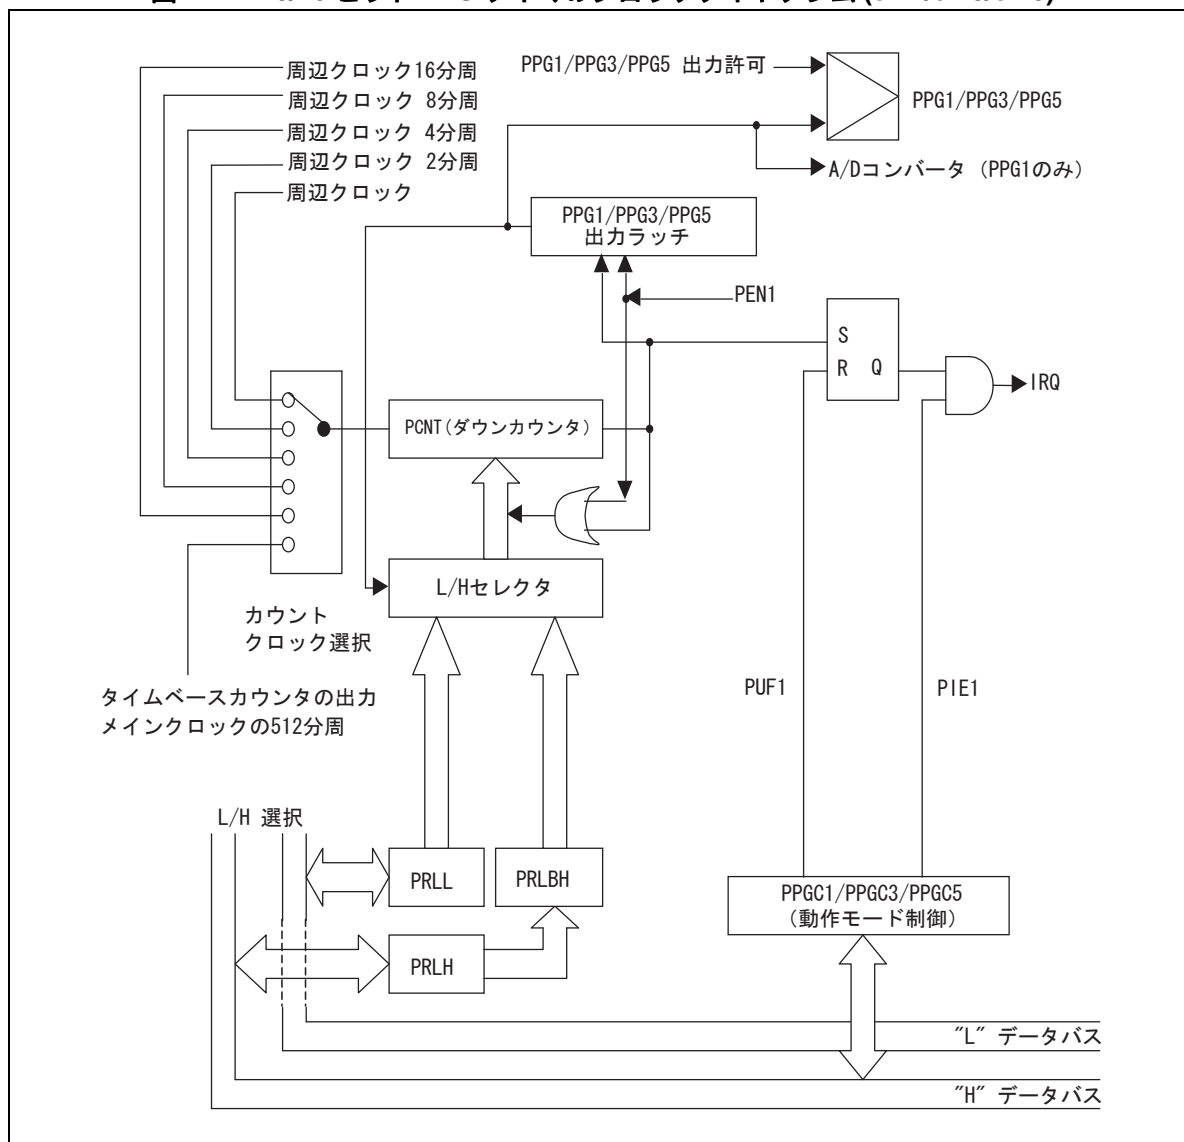 周辺クロック16分周
周辺クロック 8分周
周辺クロック 4分周
周辺クロック 2分周
周辺クロック
PPG1/PPG3/PPG5 出力許可
PPG1/PPG3/PPG5
A/Dコンバータ (PPG1のみ)
PPG1/PPG3/PPG5
出力ラッチ
PEN1
S
R Q
IRQ
PCNT(ダウンカウンタ)
L/Hセレクタ
カウント
クロック選択
タイムベースカウンタの出力
メインクロックの512分周
PUF1
PIE1
L/H 選択
PRLL
PRLBH
PRLH
PPGC1/PPGC3/PPGC5
(動作モード制御)
"L" データバス
"H" データバス